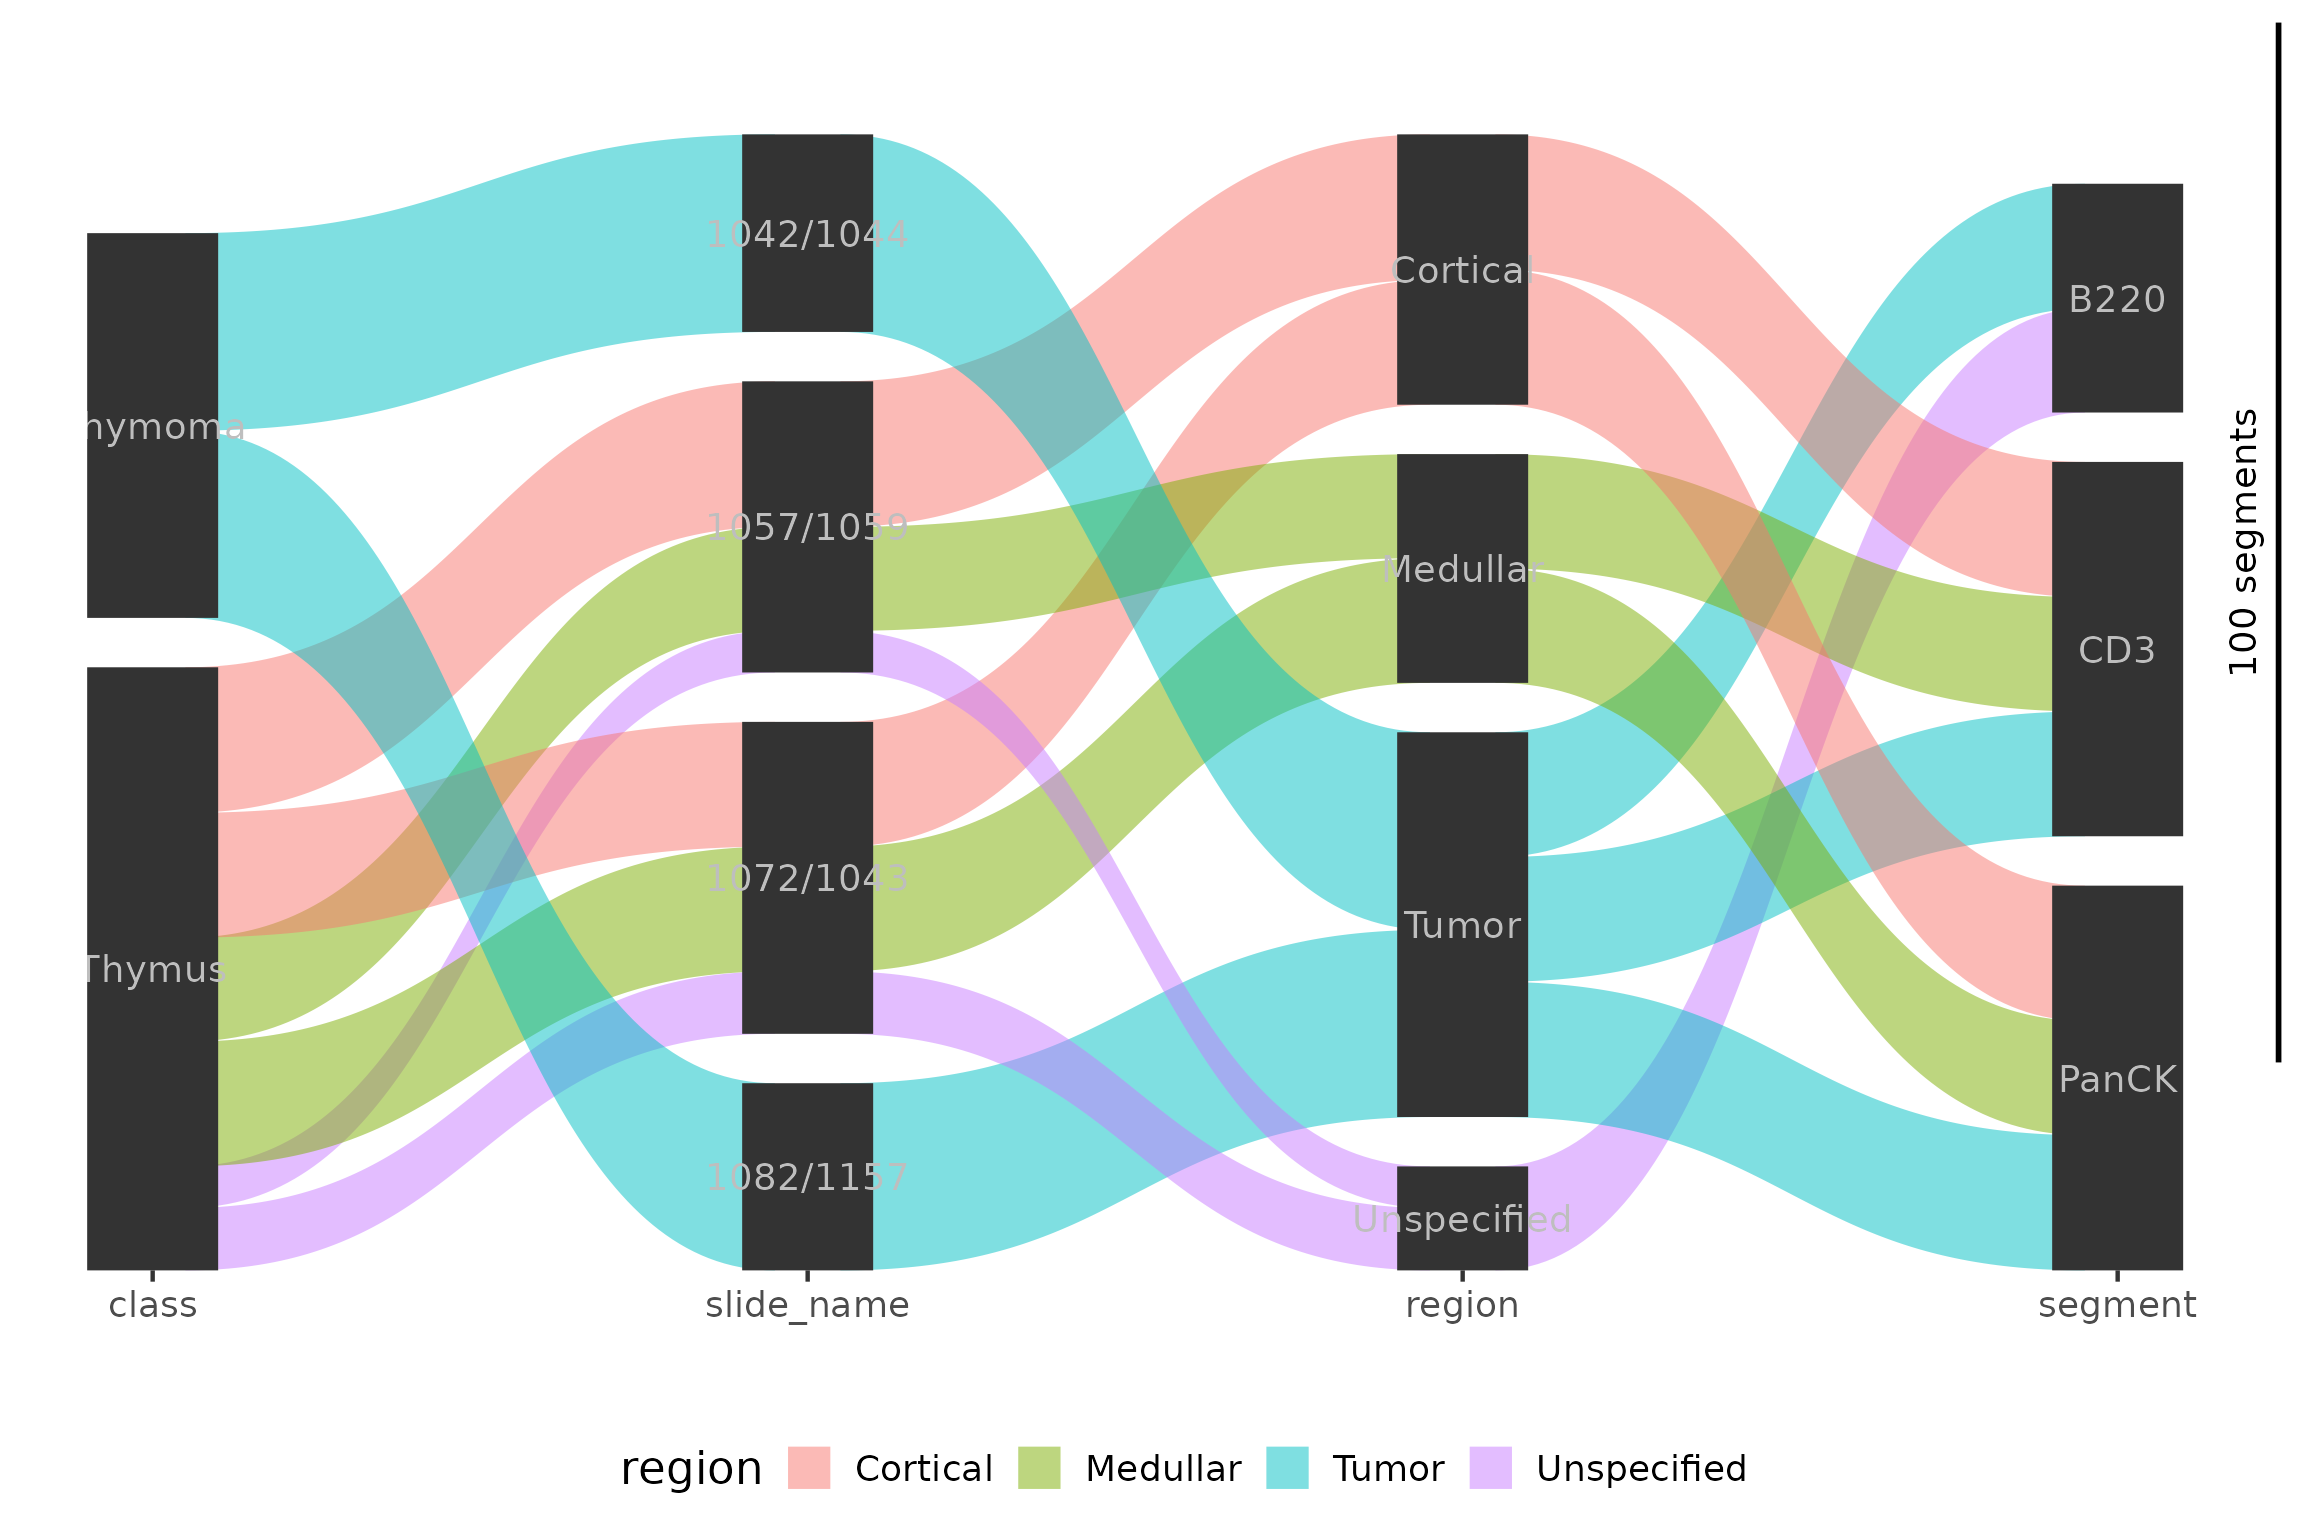 hymoma
Thymus
1042/1044
1057/1059
1072/1043
1082/1157
Cortical
Medullar
Tumor
Unspecified
B220
CD3
PanCK
100 segments
class
slide_name
region
segment
region
Cortical
Medullar
Tumor
Unspecified